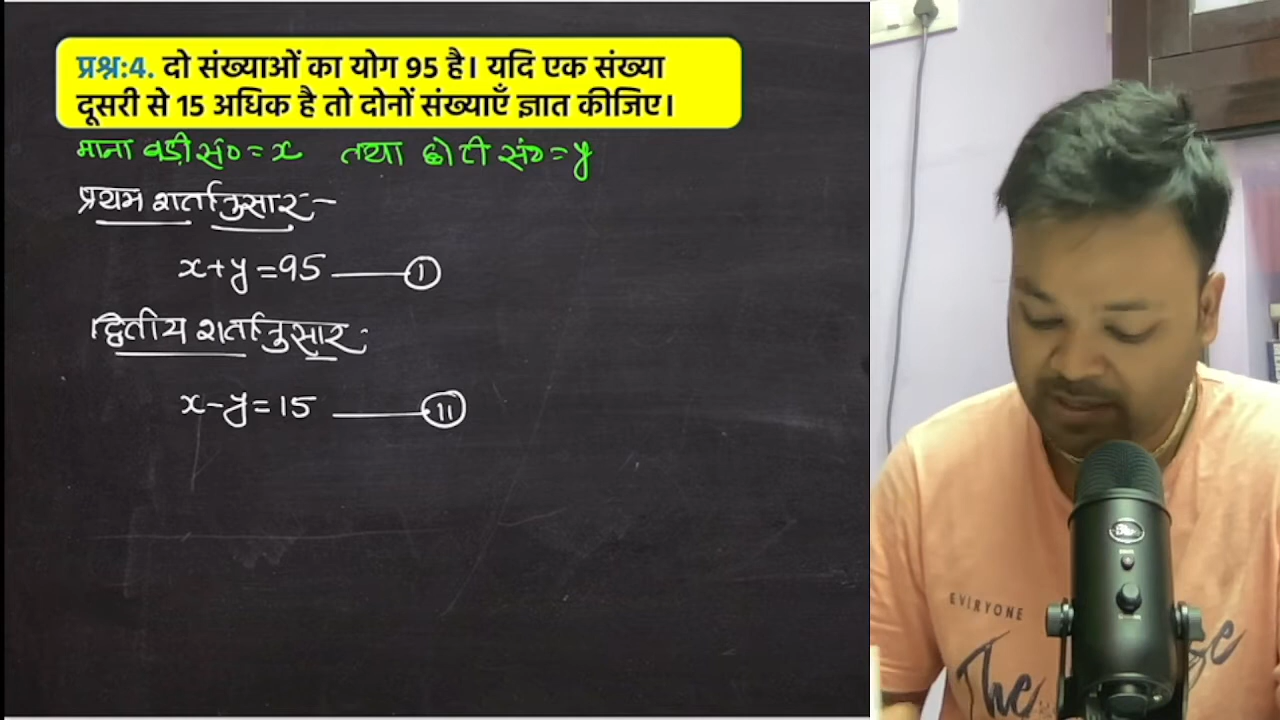 प्रश्न:4. दो संख्याओं का योग 95 है। यदि एक संख्या
दूसरी से 15 अधिक है तो दोनों संख्याएँ ज्ञात कीजिए।
माना बड़ी सं० = x तथा छोटी सं० = y
प्रथम शर्तानुसार:-
x+y=95 ——— (I)
द्वितीय शर्तानुसार:
x-y=15 ——— (II)
EVIRYONE
The